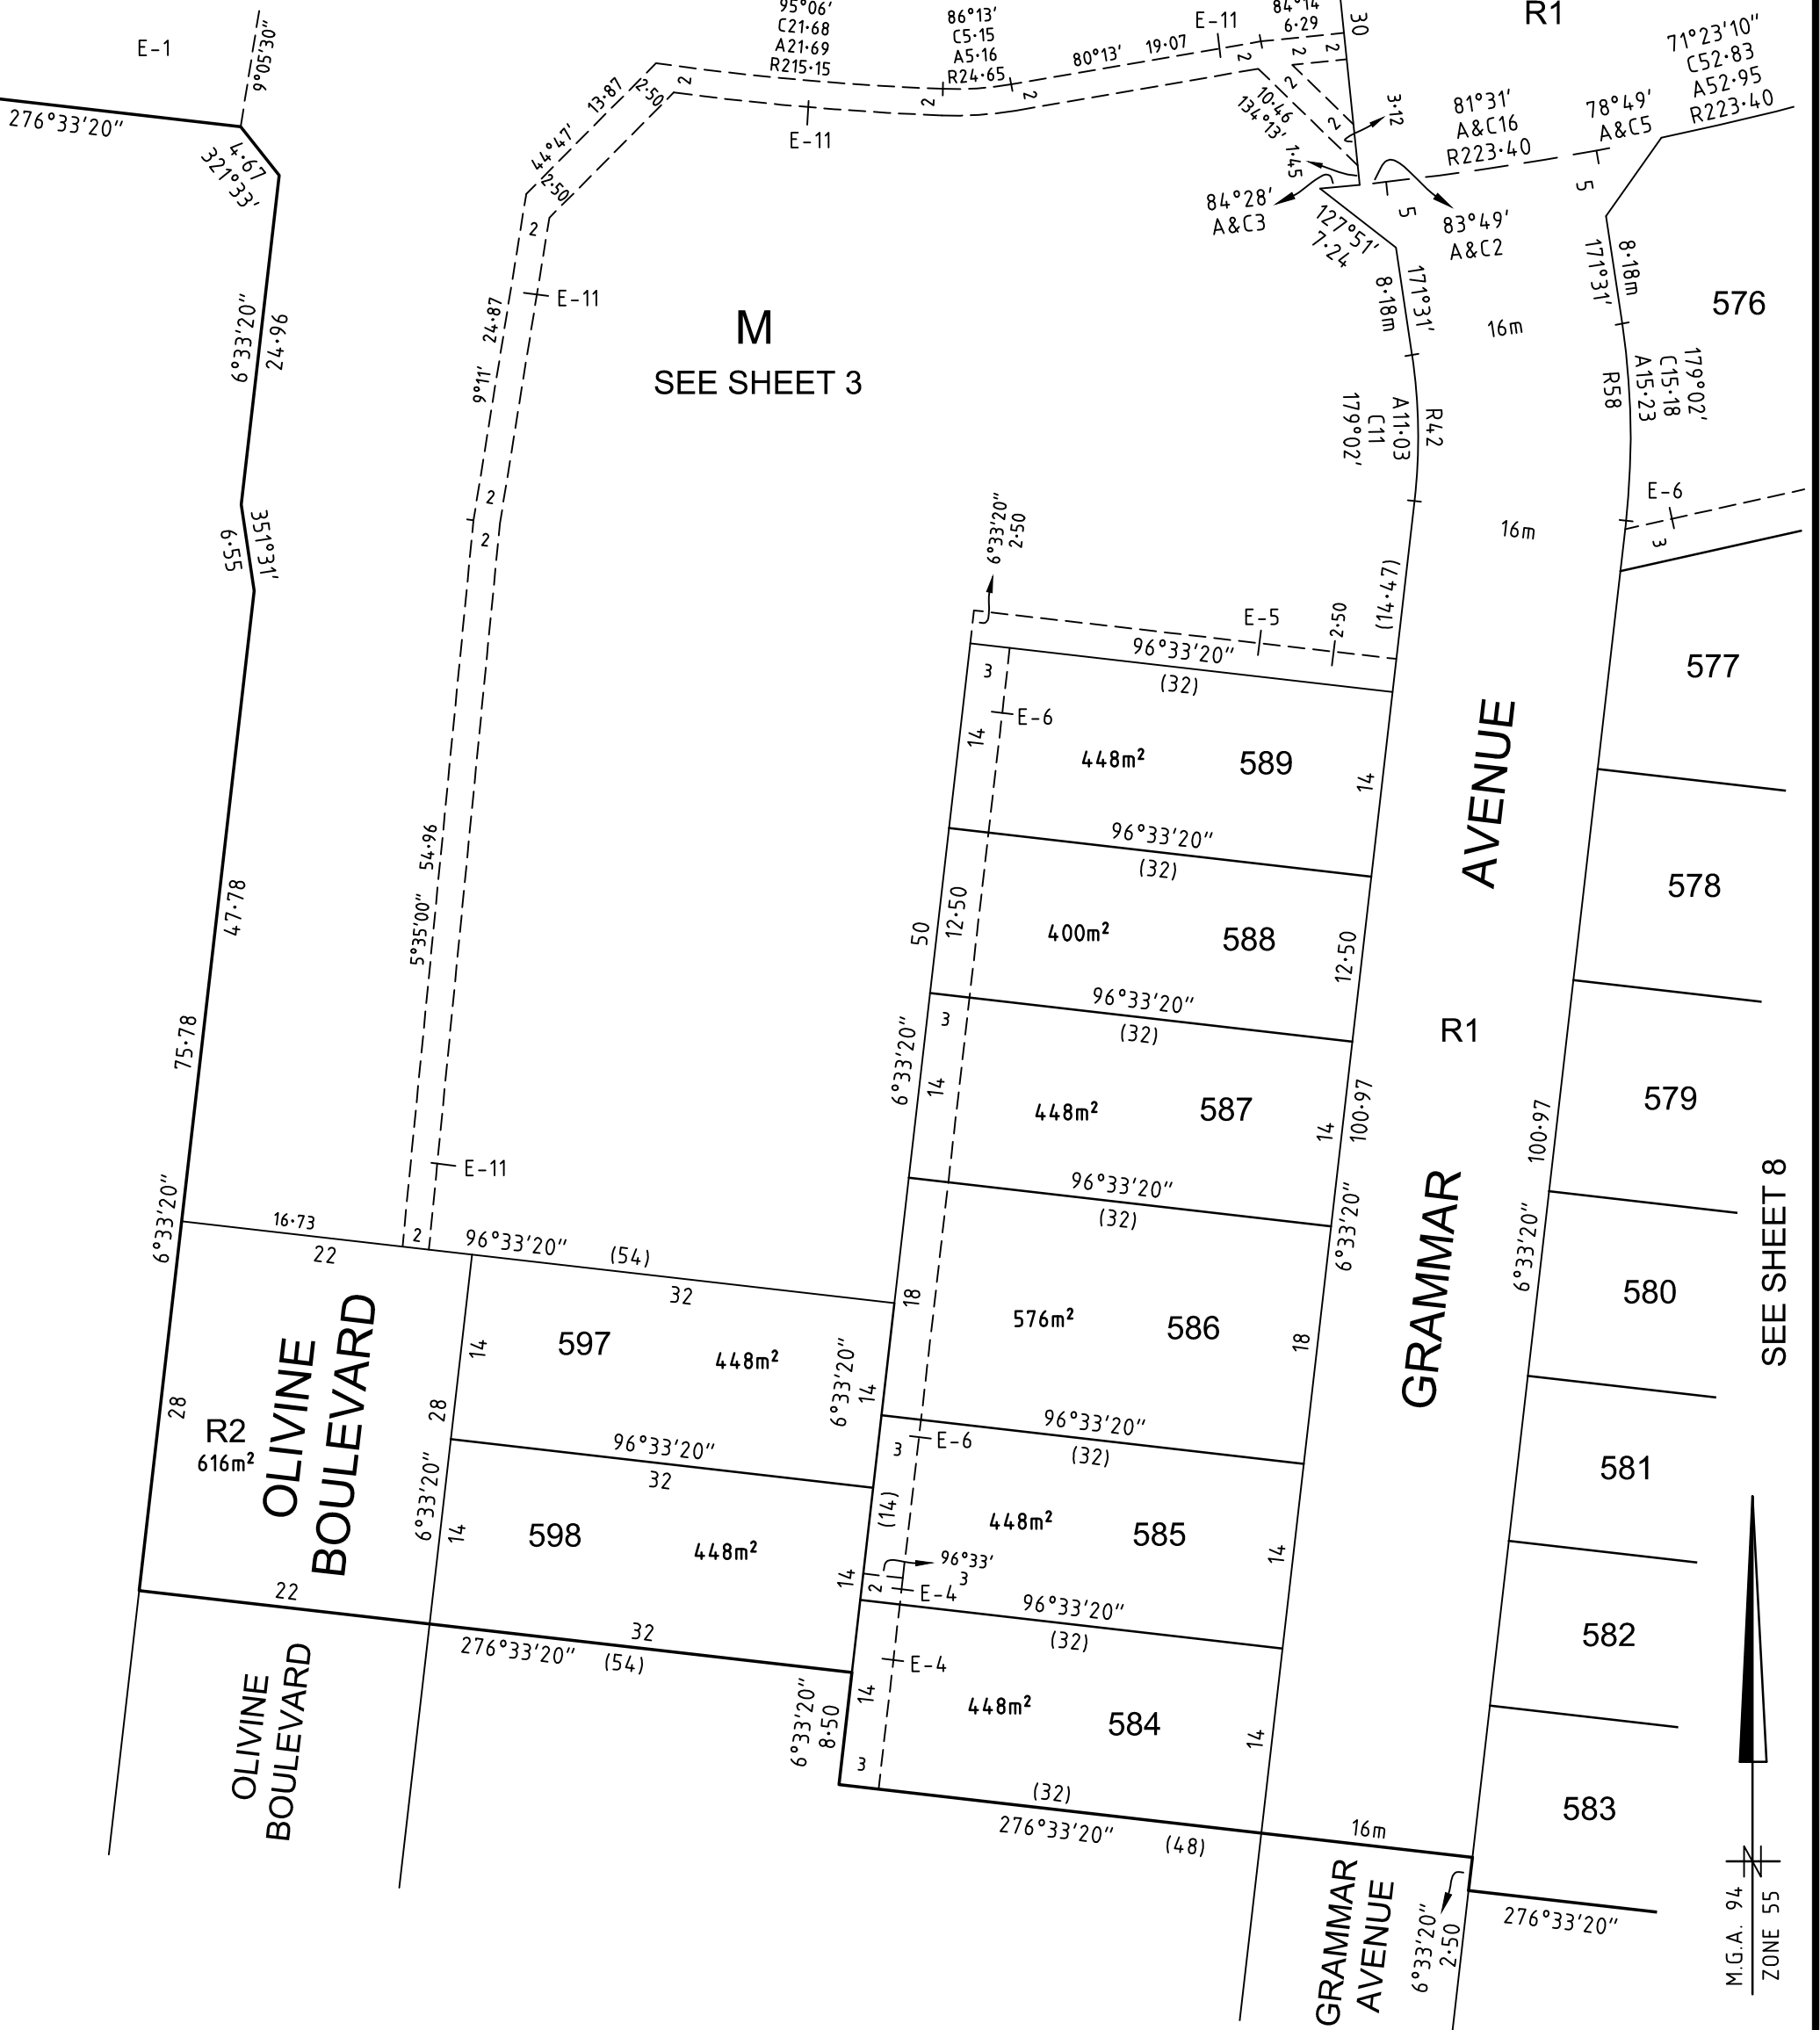 95°06'
C21·68
A21·69
R215·15
86°13'
C5·15
A5·16
R24·65
E-11
84°14'
6·29
30
R1
71°23'10"
C52·83
A52·95
R223·40
E-1
9°05'30"
276°33'20"
4·67
321°33'
13·87
2·50
44°47'
2·50
2
2
2
80°13'
19·07
2
2
2
2
2
E-11
10·46
134°13'
1·45
3·12
81°31'
A&C16
R223·40
78°49'
A&C5
5
5
84°28'
A&C3
127°51'
7·24
83°49'
A&C2
2
E-11
24·87
9°11'
6°33'20"
24·96
M
SEE SHEET 3
8·18m
171°31'
16m
171°31'
8·18m
576
R42
A11·03
C11
179°02'
R58
A15·23
C15·18
179°02'
E-6
3
16m
351°31'
6·55
2
2
6°33'20"
2·50
E-5
2·50
(14·47)
96°33'20"
(32)
3
E-6
14
448m²
589
14
577
AVENUE
96°33'20"
(32)
47·78
54·96
5°35'00"
50
12·50
400m²
588
12·50
578
96°33'20"
(32)
3
R1
75·78
6°33'20"
14
448m²
587
14
100·97
100·97
579
SEE SHEET 8
96°33'20"
(32)
E-11
6°33'20"
16·73
22
2
96°33'20"
(54)
32
18
576m²
586
18
6°33'20"
GRAMMAR
6°33'20"
580
OLIVINE
BOULEVARD
14
597
448m²
6°33'20"
14
28
R2
616m²
28
96°33'20"
32
96°33'20"
(32)
3
E-6
581
6°33'20"
14
598
448m²
(14)
14
448m²
585
14
96°33'
3
2
E-4
96°33'20"
(32)
582
22
32
276°33'20"
(54)
E-4
14
448m²
584
14
6°33'20"
8·50
3
(32)
276°33'20"
(48)
16m
583
OLIVINE
BOULEVARD
GRAMMAR
AVENUE
6°33'20"
2·50
276°33'20"
N
M.G.A. 94
ZONE 55